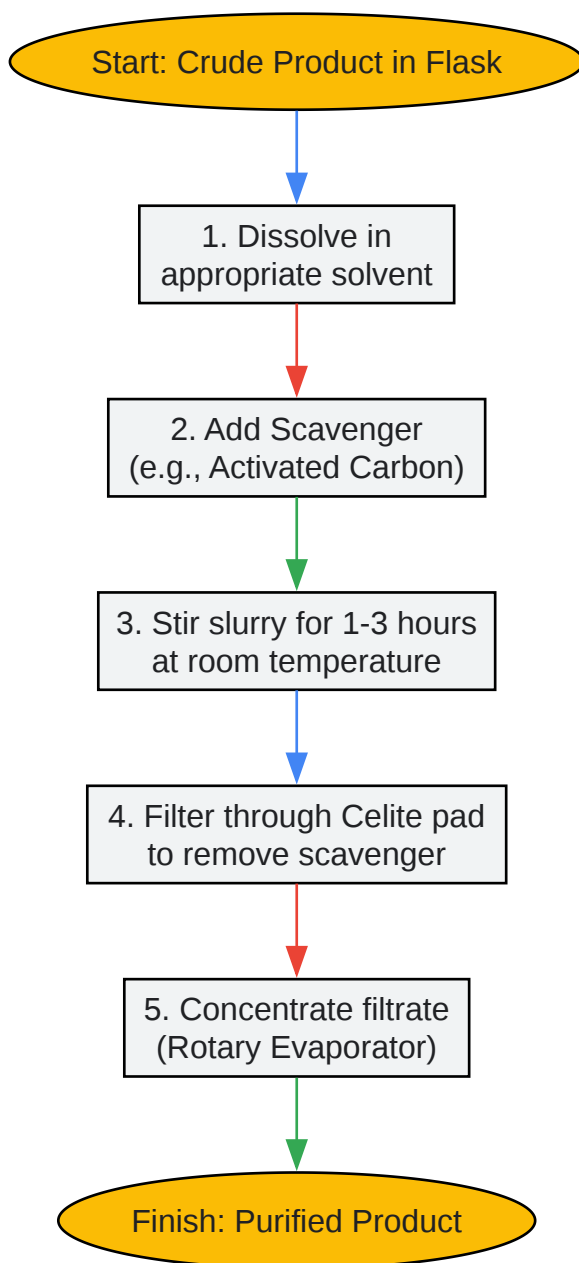 Start: Crude Product in Flask
1. Dissolve in
appropriate solvent
2. Add Scavenger
(e.g., Activated Carbon)
3. Stir slurry for 1-3 hours
at room temperature
4. Filter through Celite pad
to remove scavenger
5. Concentrate filtrate
(Rotary Evaporator)
Finish: Purified Product